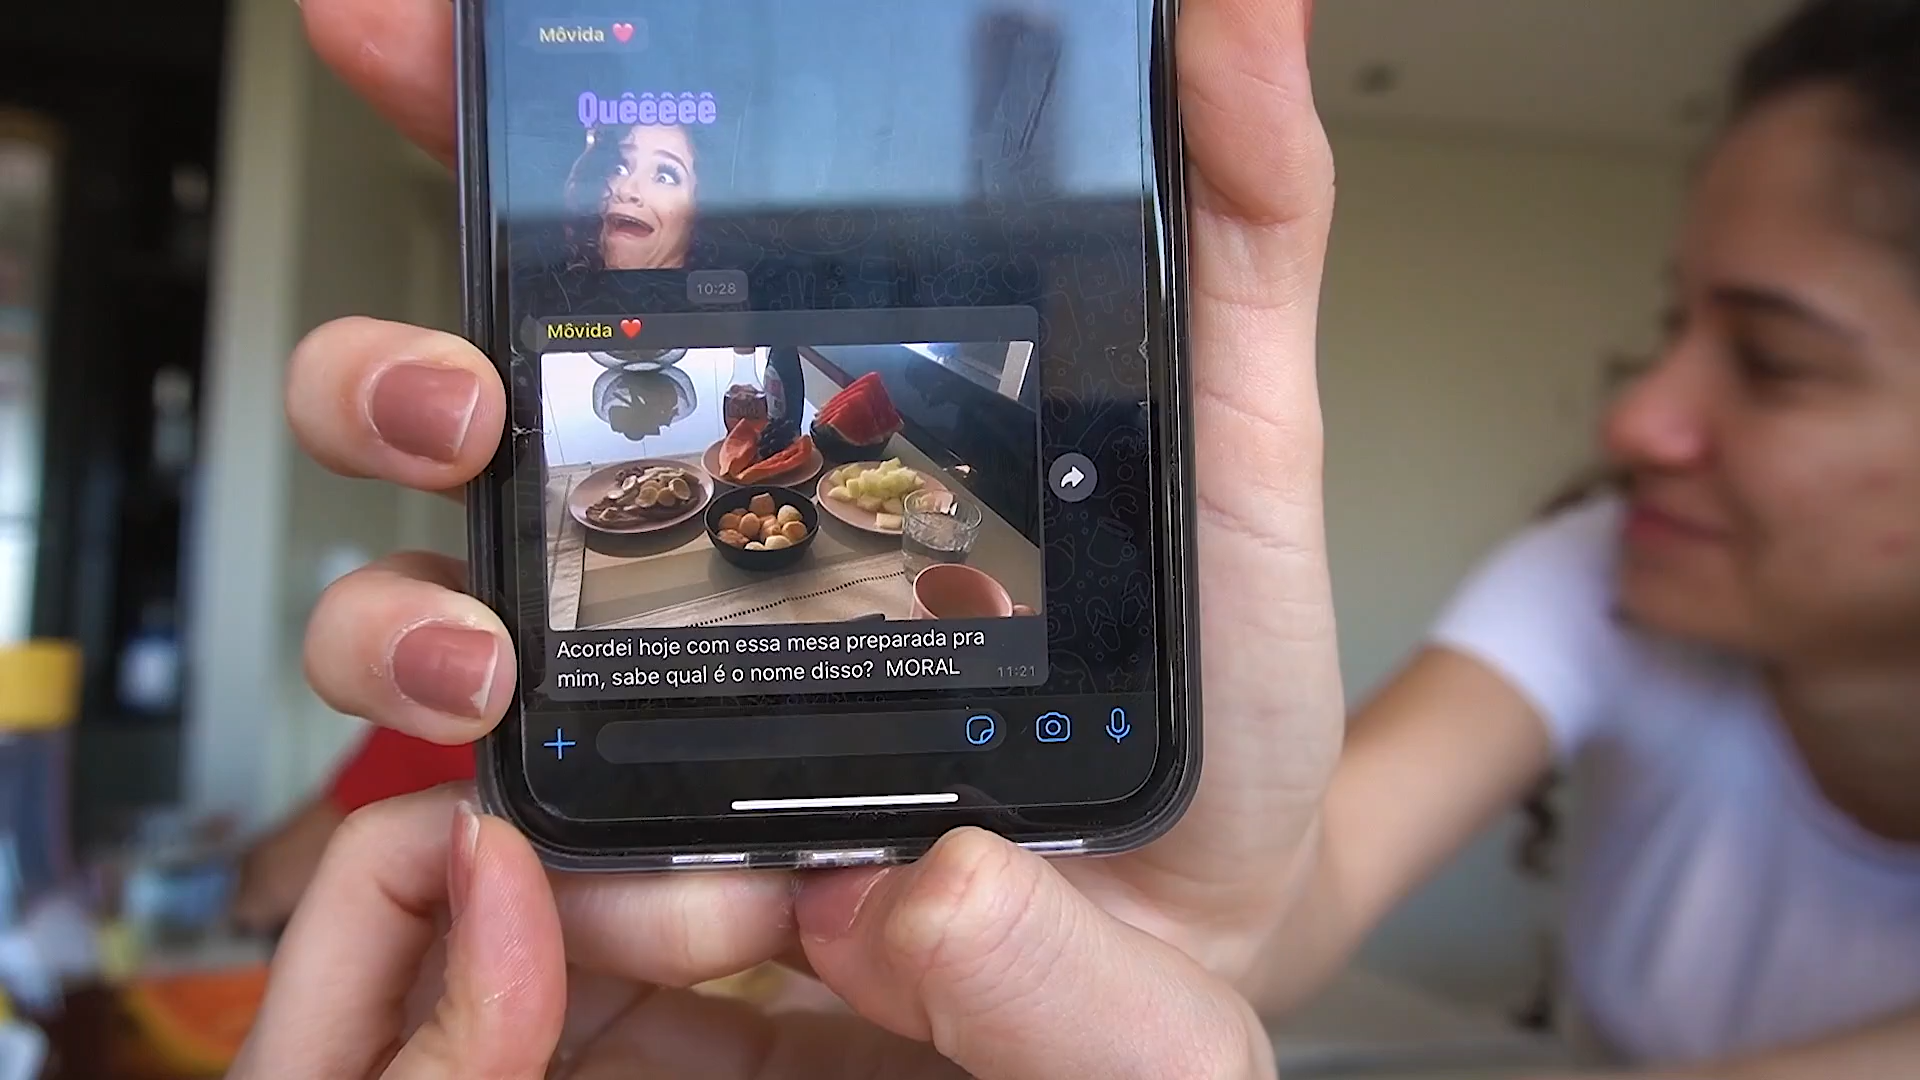 Môvida ❤️
Quêêêêê
10:28
Môvida ❤️
Acordei hoje com essa mesa preparada pra
mim, sabe qual é o nome disso? MORAL
11:21